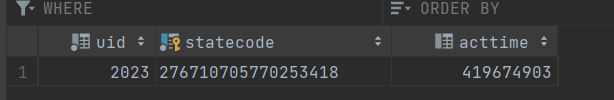 WHERE ORDER BY
uid statecode acttime
1 2023 276710705770253418 419674903